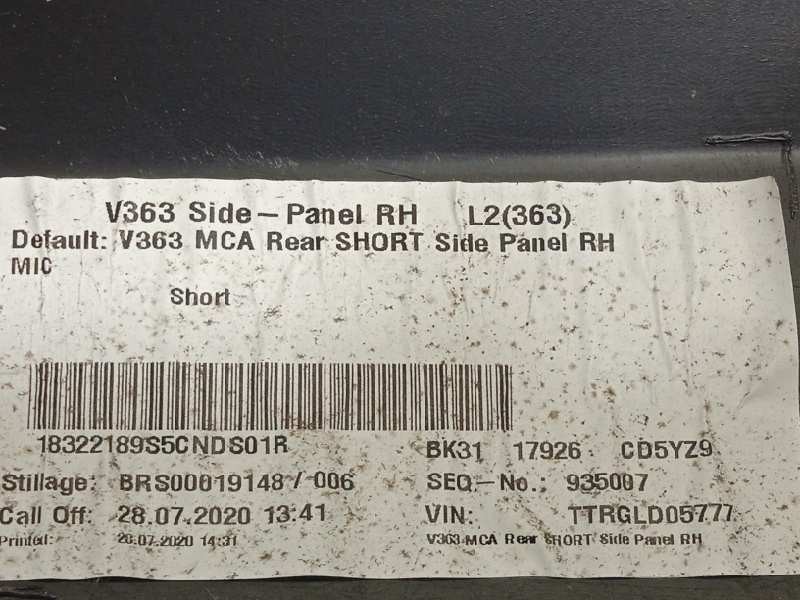 V363 Side-Panel RH L2(363)
Default: V363 MCA Rear SHORT Side Panel RH
MIC
Short
18322189S5CNDS01R
BK31 17926 CD5YZ9
Stillage: BRS00019148/006
SEQ-No.: 935007
Call Off: 28.07.2020 13:41
VIN: TTRGLD05777
Printed: 28.07.2020 14:31
V363 MCA Rear SHORT Side Panel RH